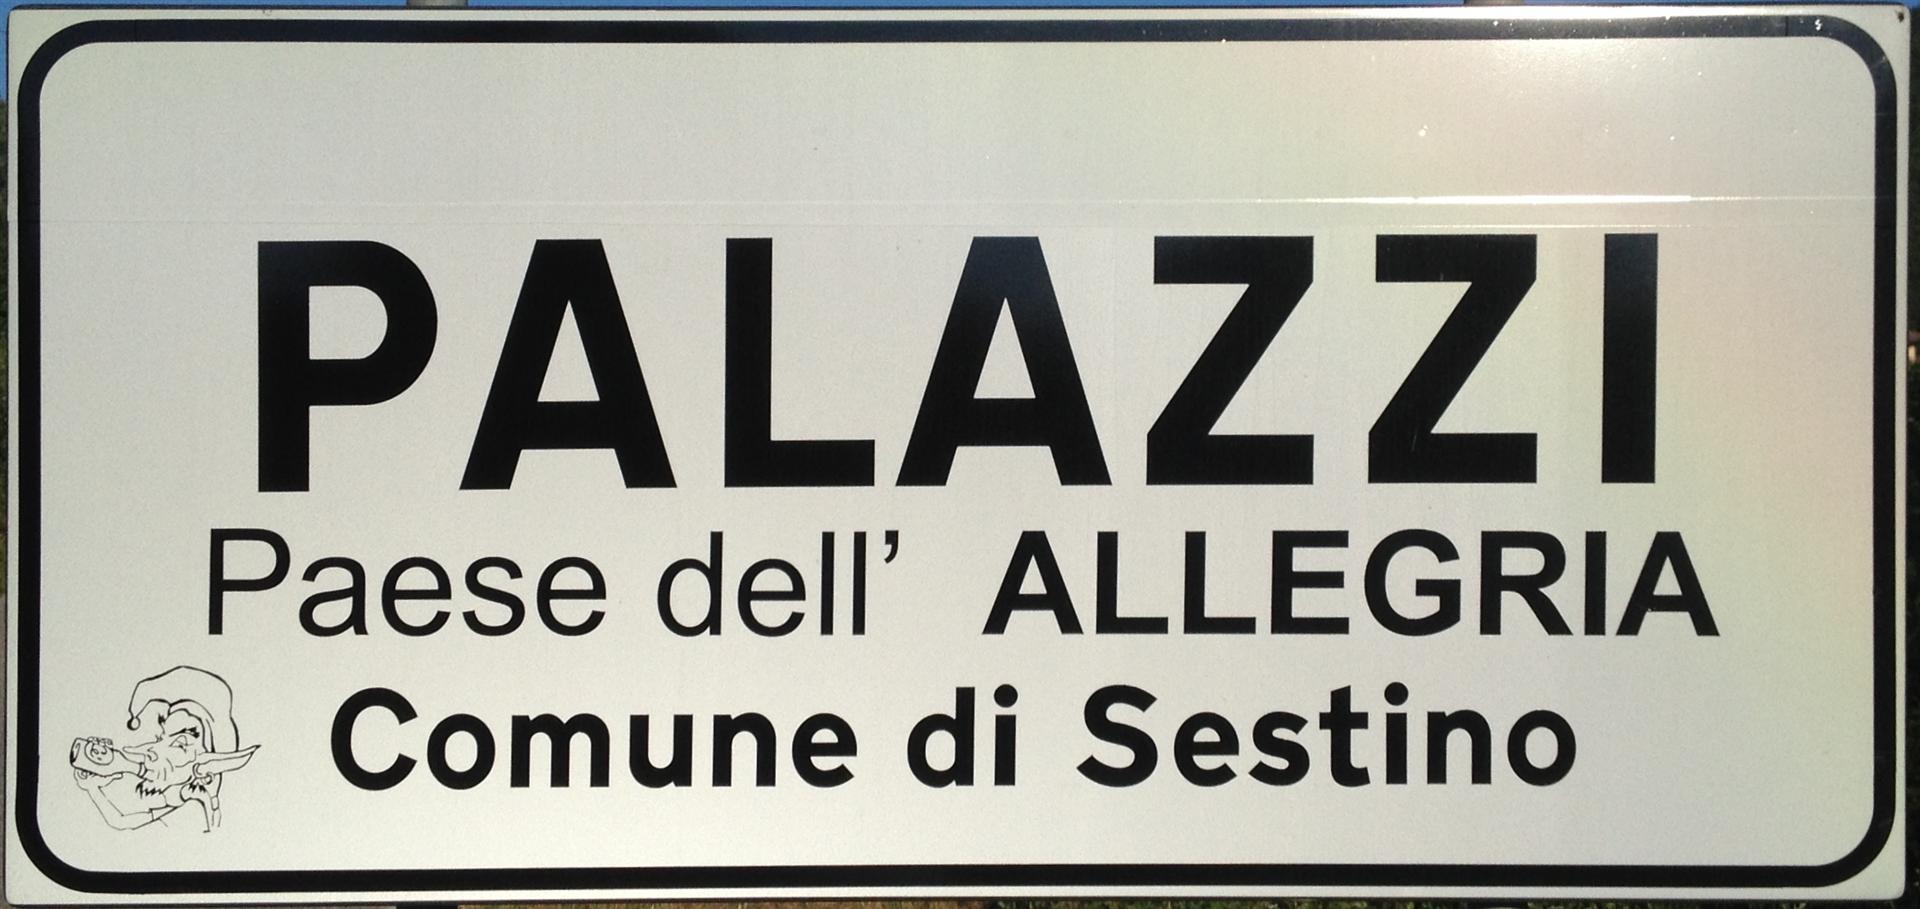 PALAZZI
Paese dell' ALLEGRIA
Comune di Sestino